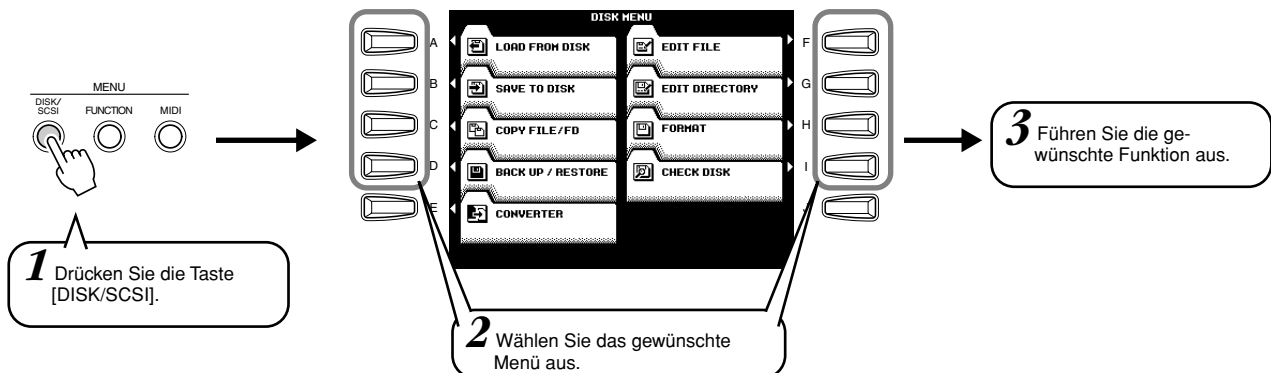 MENU
DISK/
SCSI
FUNCTION
MIDI
1 Drücken Sie die Taste
[DISK/SCSI].
DISK MENU
A
LOAD FROM DISK
EDIT FILE
F
B
SAVE TO DISK
EDIT DIRECTORY
G
C
COPY FILE/FD
FORMAT
H
D
BACK UP / RESTORE
CHECK DISK
I
E
CONVERTER
2 Wählen Sie das gewünschte
Menü aus.
3 Führen Sie die ge-
wünschte Funktion aus.